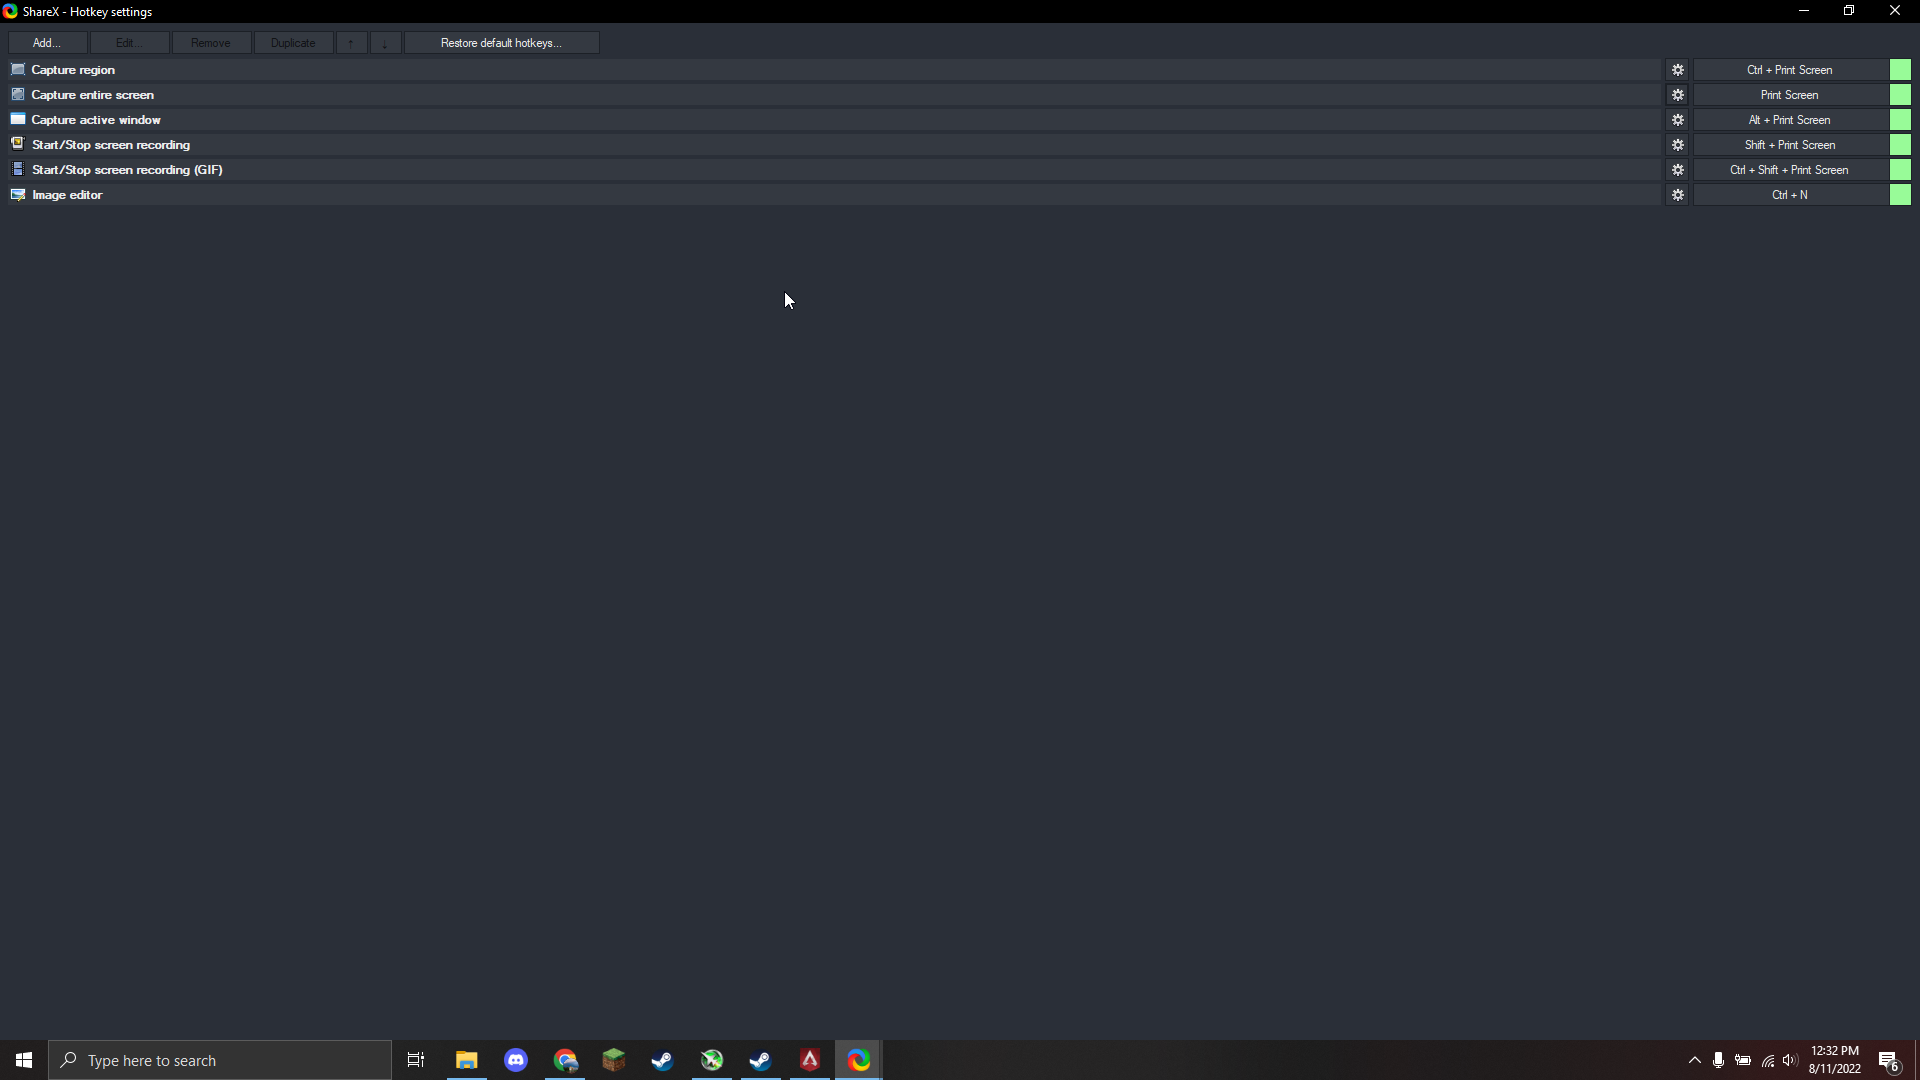 ShareX - Hotkey settings
Add... Edit... Remove Duplicate ↑ ↓ Restore default hotkeys...
Capture region Ctrl + Print Screen
Capture entire screen Print Screen
Capture active window Alt + Print Screen
Start/Stop screen recording Shift + Print Screen
Start/Stop screen recording (GIF) Ctrl + Shift + Print Screen
Image editor Ctrl + N
Type here to search
12:32 PM
8/11/2022
6